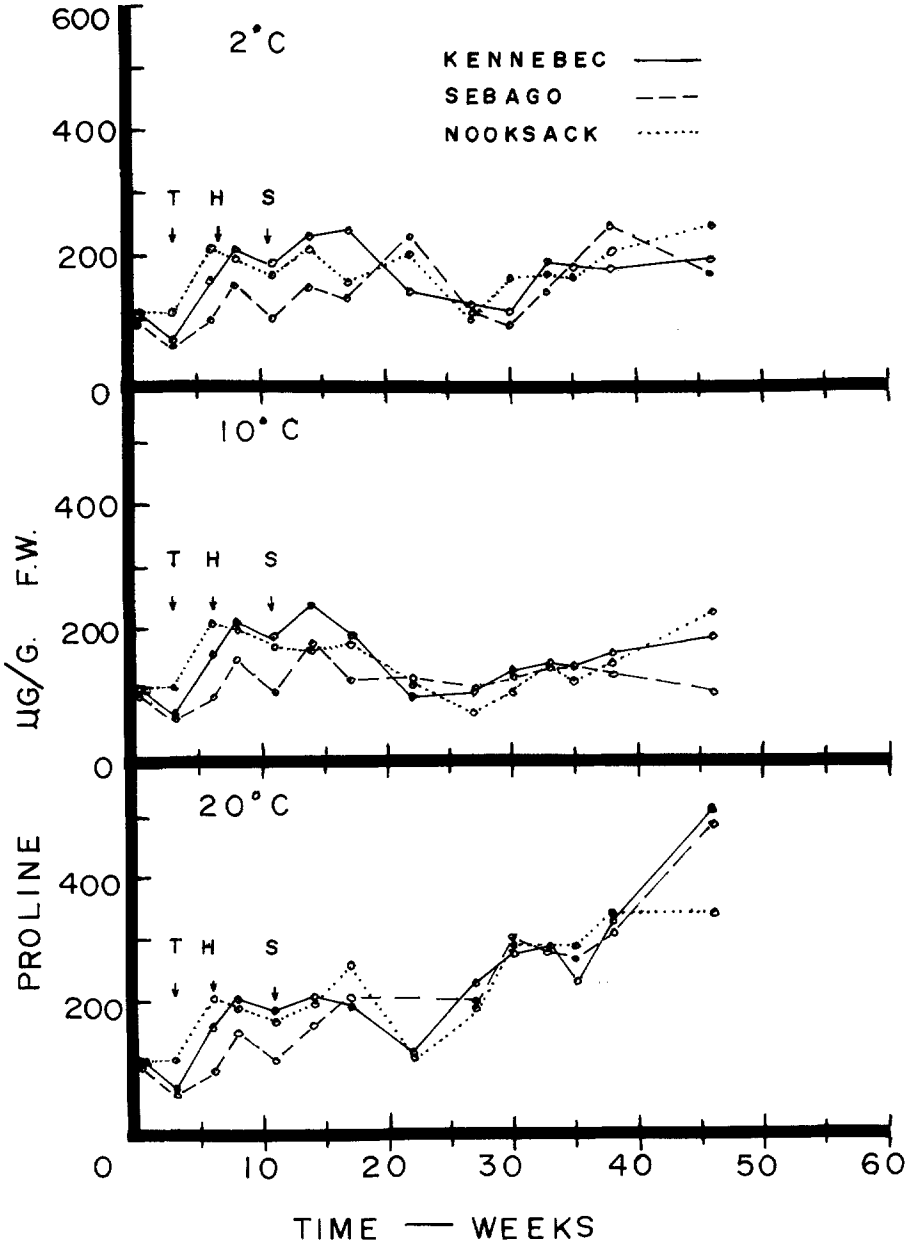 600
2°C
KENNEBEC
SEBAGO
400
NOOKSACK
T H S
200
0
10°C
400
T H S
200
0
20°C
400
T H S
200
0 10 20 30 40 50 60
TIME — WEEKS
PROLINE µG/G. F.W.